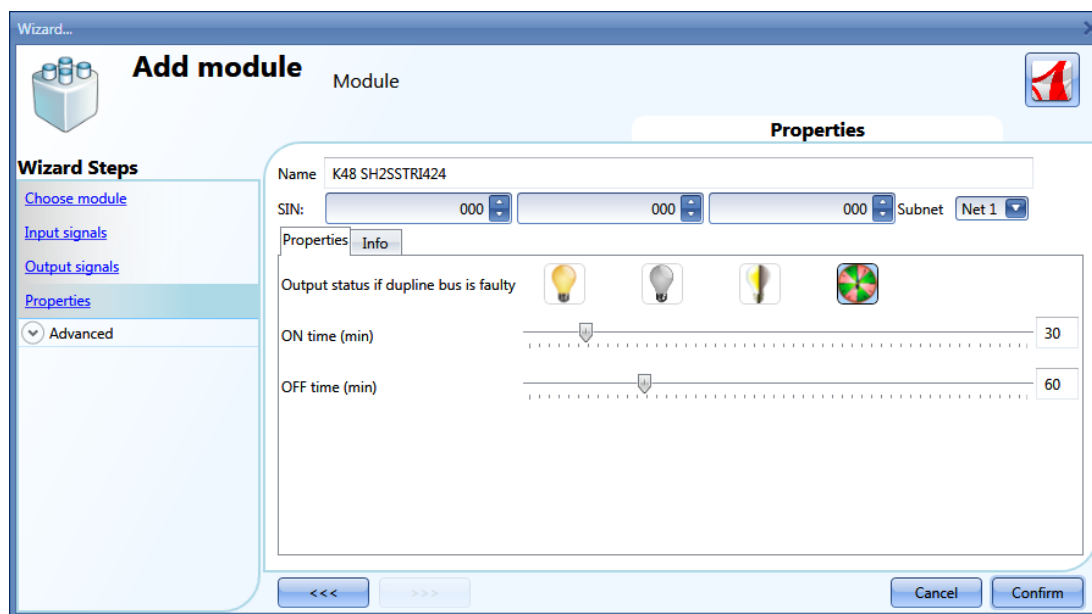 Wizard...
Add module
Module
Properties
Wizard Steps
Choose module
Input signals
Output signals
Properties
Advanced
Name K48 SH2SSTRI424
SIN: 000 000 000 Subnet Net 1
Properties Info
Output status if dupline bus is faulty
ON time (min) 30
OFF time (min) 60
<<< >>> Cancel Confirm